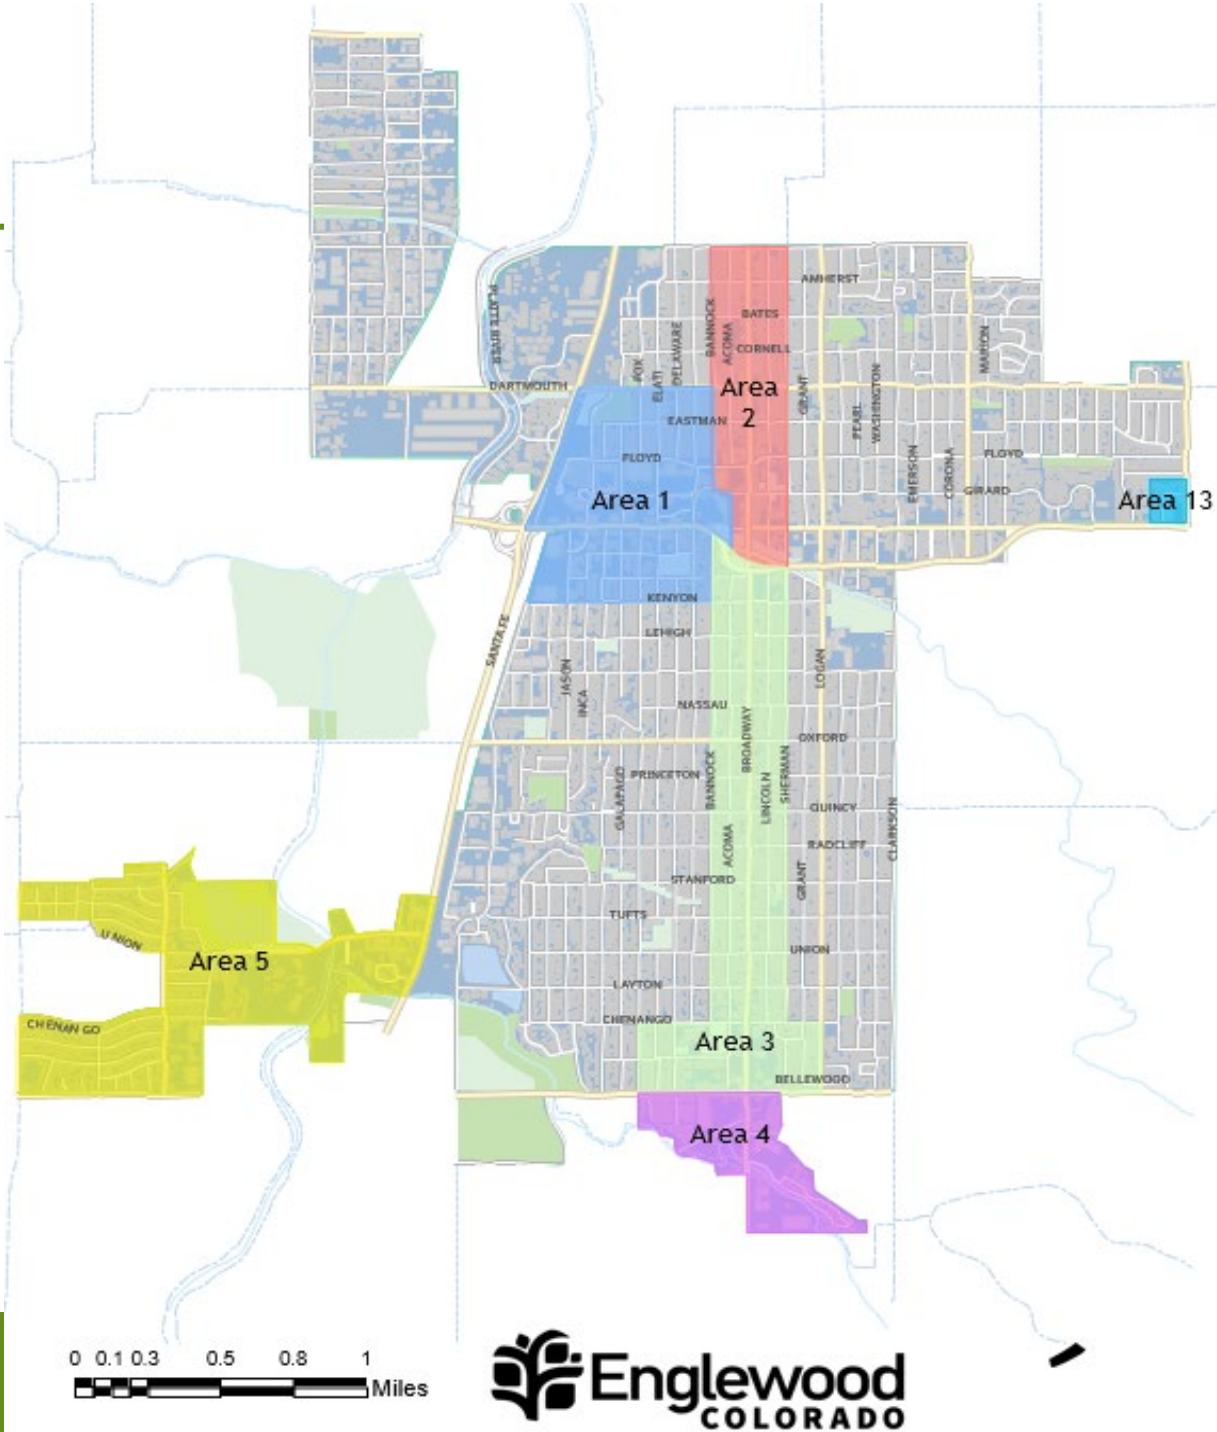 AMHERST
PLATTE RIVER
BANNOCK
BATES
ACOMA
DELAWARE
CORNELL
MARION
FOX
ELATI
DARTMOUTH
Area
2
GRANT
PEARL
WASHINGTON
EASTMAN
FLOYD
EMERSON
CORONA
FLOYD
GIRARD
Area 1
Area 13
KENYON
LEHIGH
SANTA FE
JASON
INCA
LOGAN
NASSAU
OXFORD
BROADWAY
PRINCETON
GALAPAGO
BANNOCK
LINCOLN
SHERMAN
QUINCY
CLARKSON
ACOMA
RADCLIFF
STANFORD
GRANT
TUFTS
UNION
UNION
Area 5
LAYTON
CHENANGO
CHENANGO
Area 3
BELLEWOOD
Area 4
0 0.1 0.3 0.5 0.8 1
Miles
Englewood
COLORADO